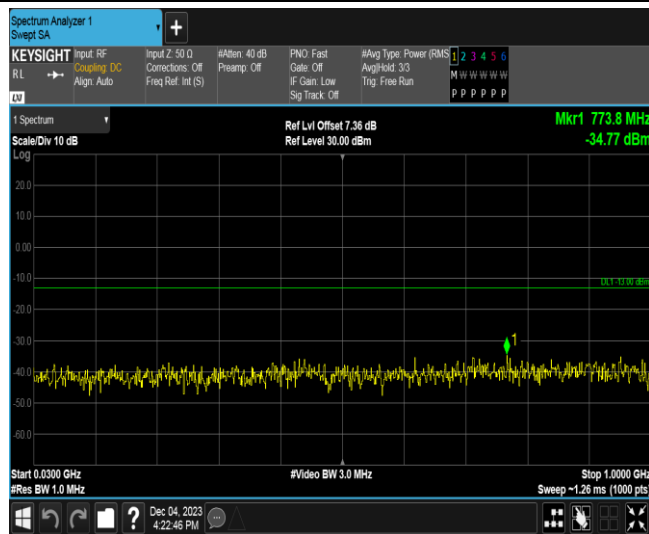 Spectrum Analyzer 1
Swept SA
+
KEYSIGHT Input: RF Input Z: 50 Ω #Atten: 40 dB PNO: Fast #Avg Type: Power (RMS 1 2 3 4 5 6
RL Coupling: DC Corrections: Off Preamp: Off Gate: Off Avg|Hold: 3/3 M W W W W W
Align: Auto Freq Ref: Int (S) IF Gain: Low Trig: Free Run
Sig Track: Off P P P P P P
LXI
1 Spectrum Ref Lvl Offset 7.36 dB Mkr1 773.8 MHz
Scale/Div 10 dB Ref Level 30.00 dBm -34.77 dBm
Log
20.0
10.0
0.00
-10.0
DL1 -13.00 dBm
-20.0
-30.0
1
-40.0
-50.0
-60.0
Start 0.0300 GHz #Video BW 3.0 MHz Stop 1.0000 GHz
#Res BW 1.0 MHz Sweep ~1.26 ms (1000 pts)
? Dec 04, 2023
4:22:46 PM